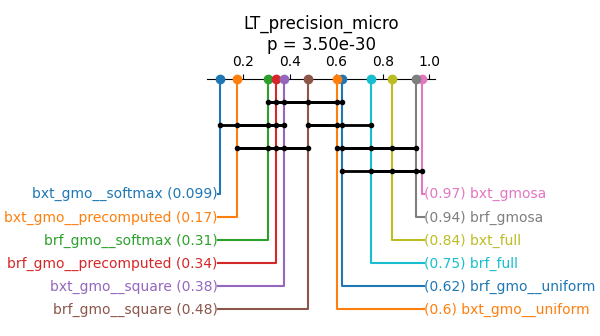 LT_precision_micro
p = 3.50e-30
0.2 0.4 0.6 0.8 1.0
bxt_gmo__softmax (0.099) (0.97) bxt_gmosa
bxt_gmo__precomputed (0.17) (0.94) brf_gmosa
brf_gmo__softmax (0.31) (0.84) bxt_full
brf_gmo__precomputed (0.34) (0.75) brf_full
bxt_gmo__square (0.38) (0.62) brf_gmo__uniform
brf_gmo__square (0.48) (0.6) bxt_gmo__uniform